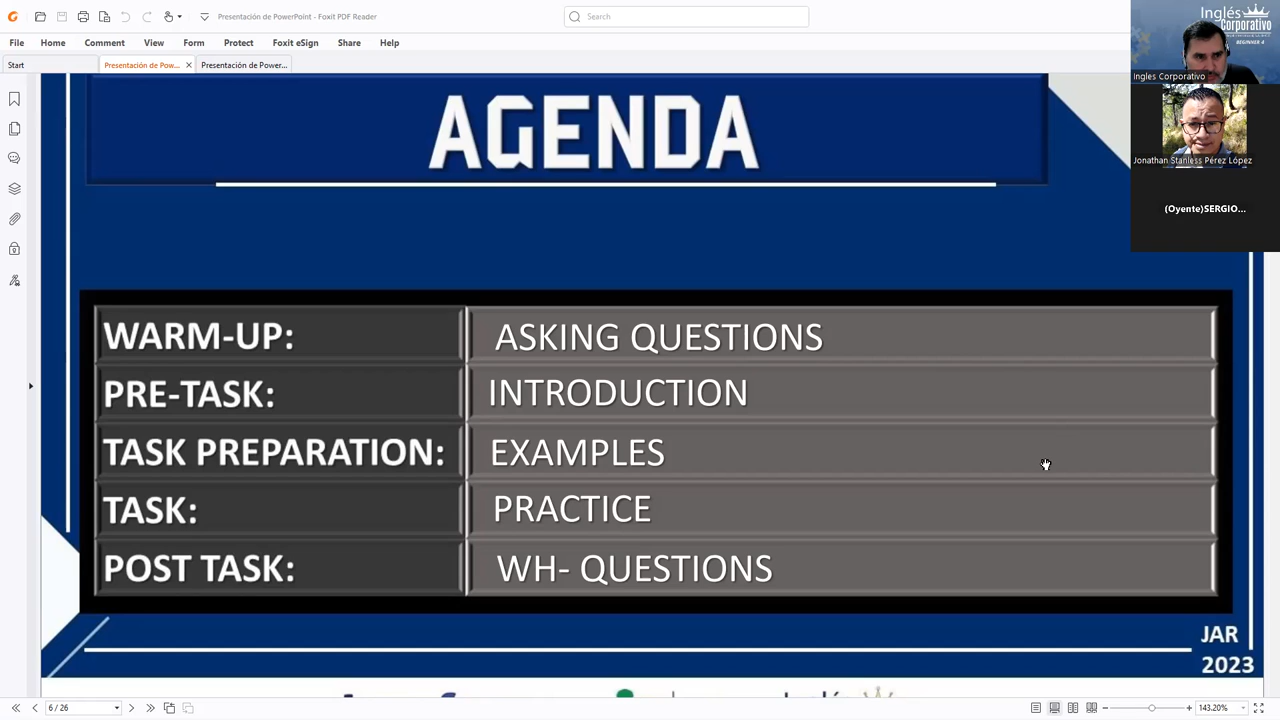 Presentación de PowerPoint - Foxit PDF Reader
Search
File Home Comment View Form Protect Foxit eSign Share Help
Start Presentación de Pow... Presentación de Power...
Inglés
Corporativo
BEGINNER 4
Ingles Corporativo
Jonathan Stanless Pérez López
(Oyente)SERGIO...
AGENDA
WARM-UP: ASKING QUESTIONS
PRE-TASK: INTRODUCTION
TASK PREPARATION: EXAMPLES
TASK: PRACTICE
POST TASK: WH- QUESTIONS
JAR
2023
6 / 26
143.20%